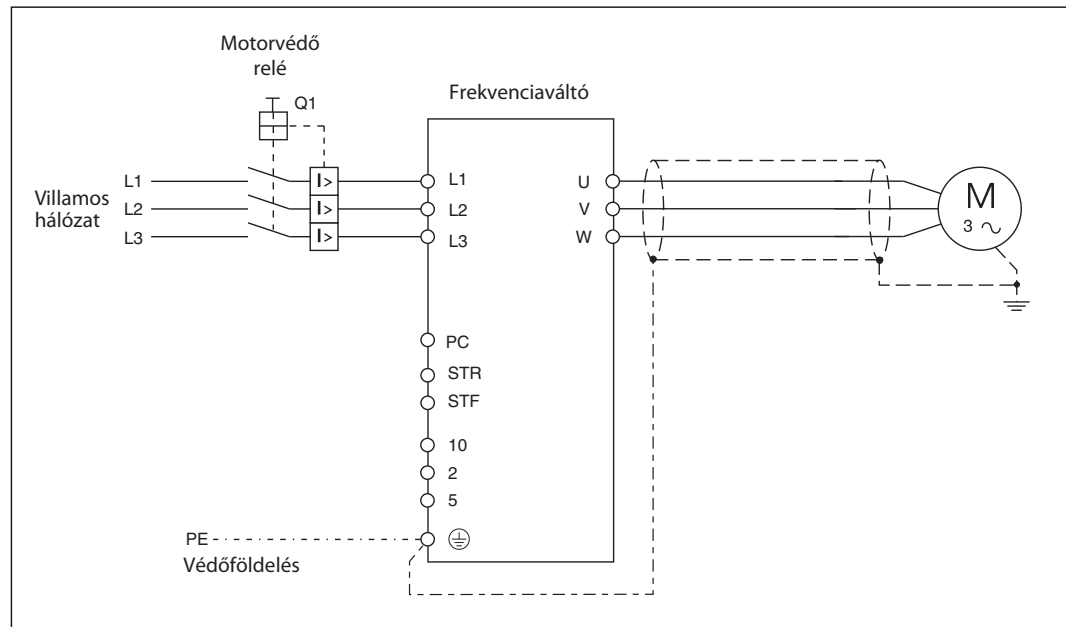 Motorvédő
relé
Q1
Frekvenciaváltó
Villamos
hálózat
L1
L2
L3
I>
I>
I>
L1
L2
L3
U
V
W
M
3 ~
PC
STR
STF
10
2
5
PE
Védőföldelés